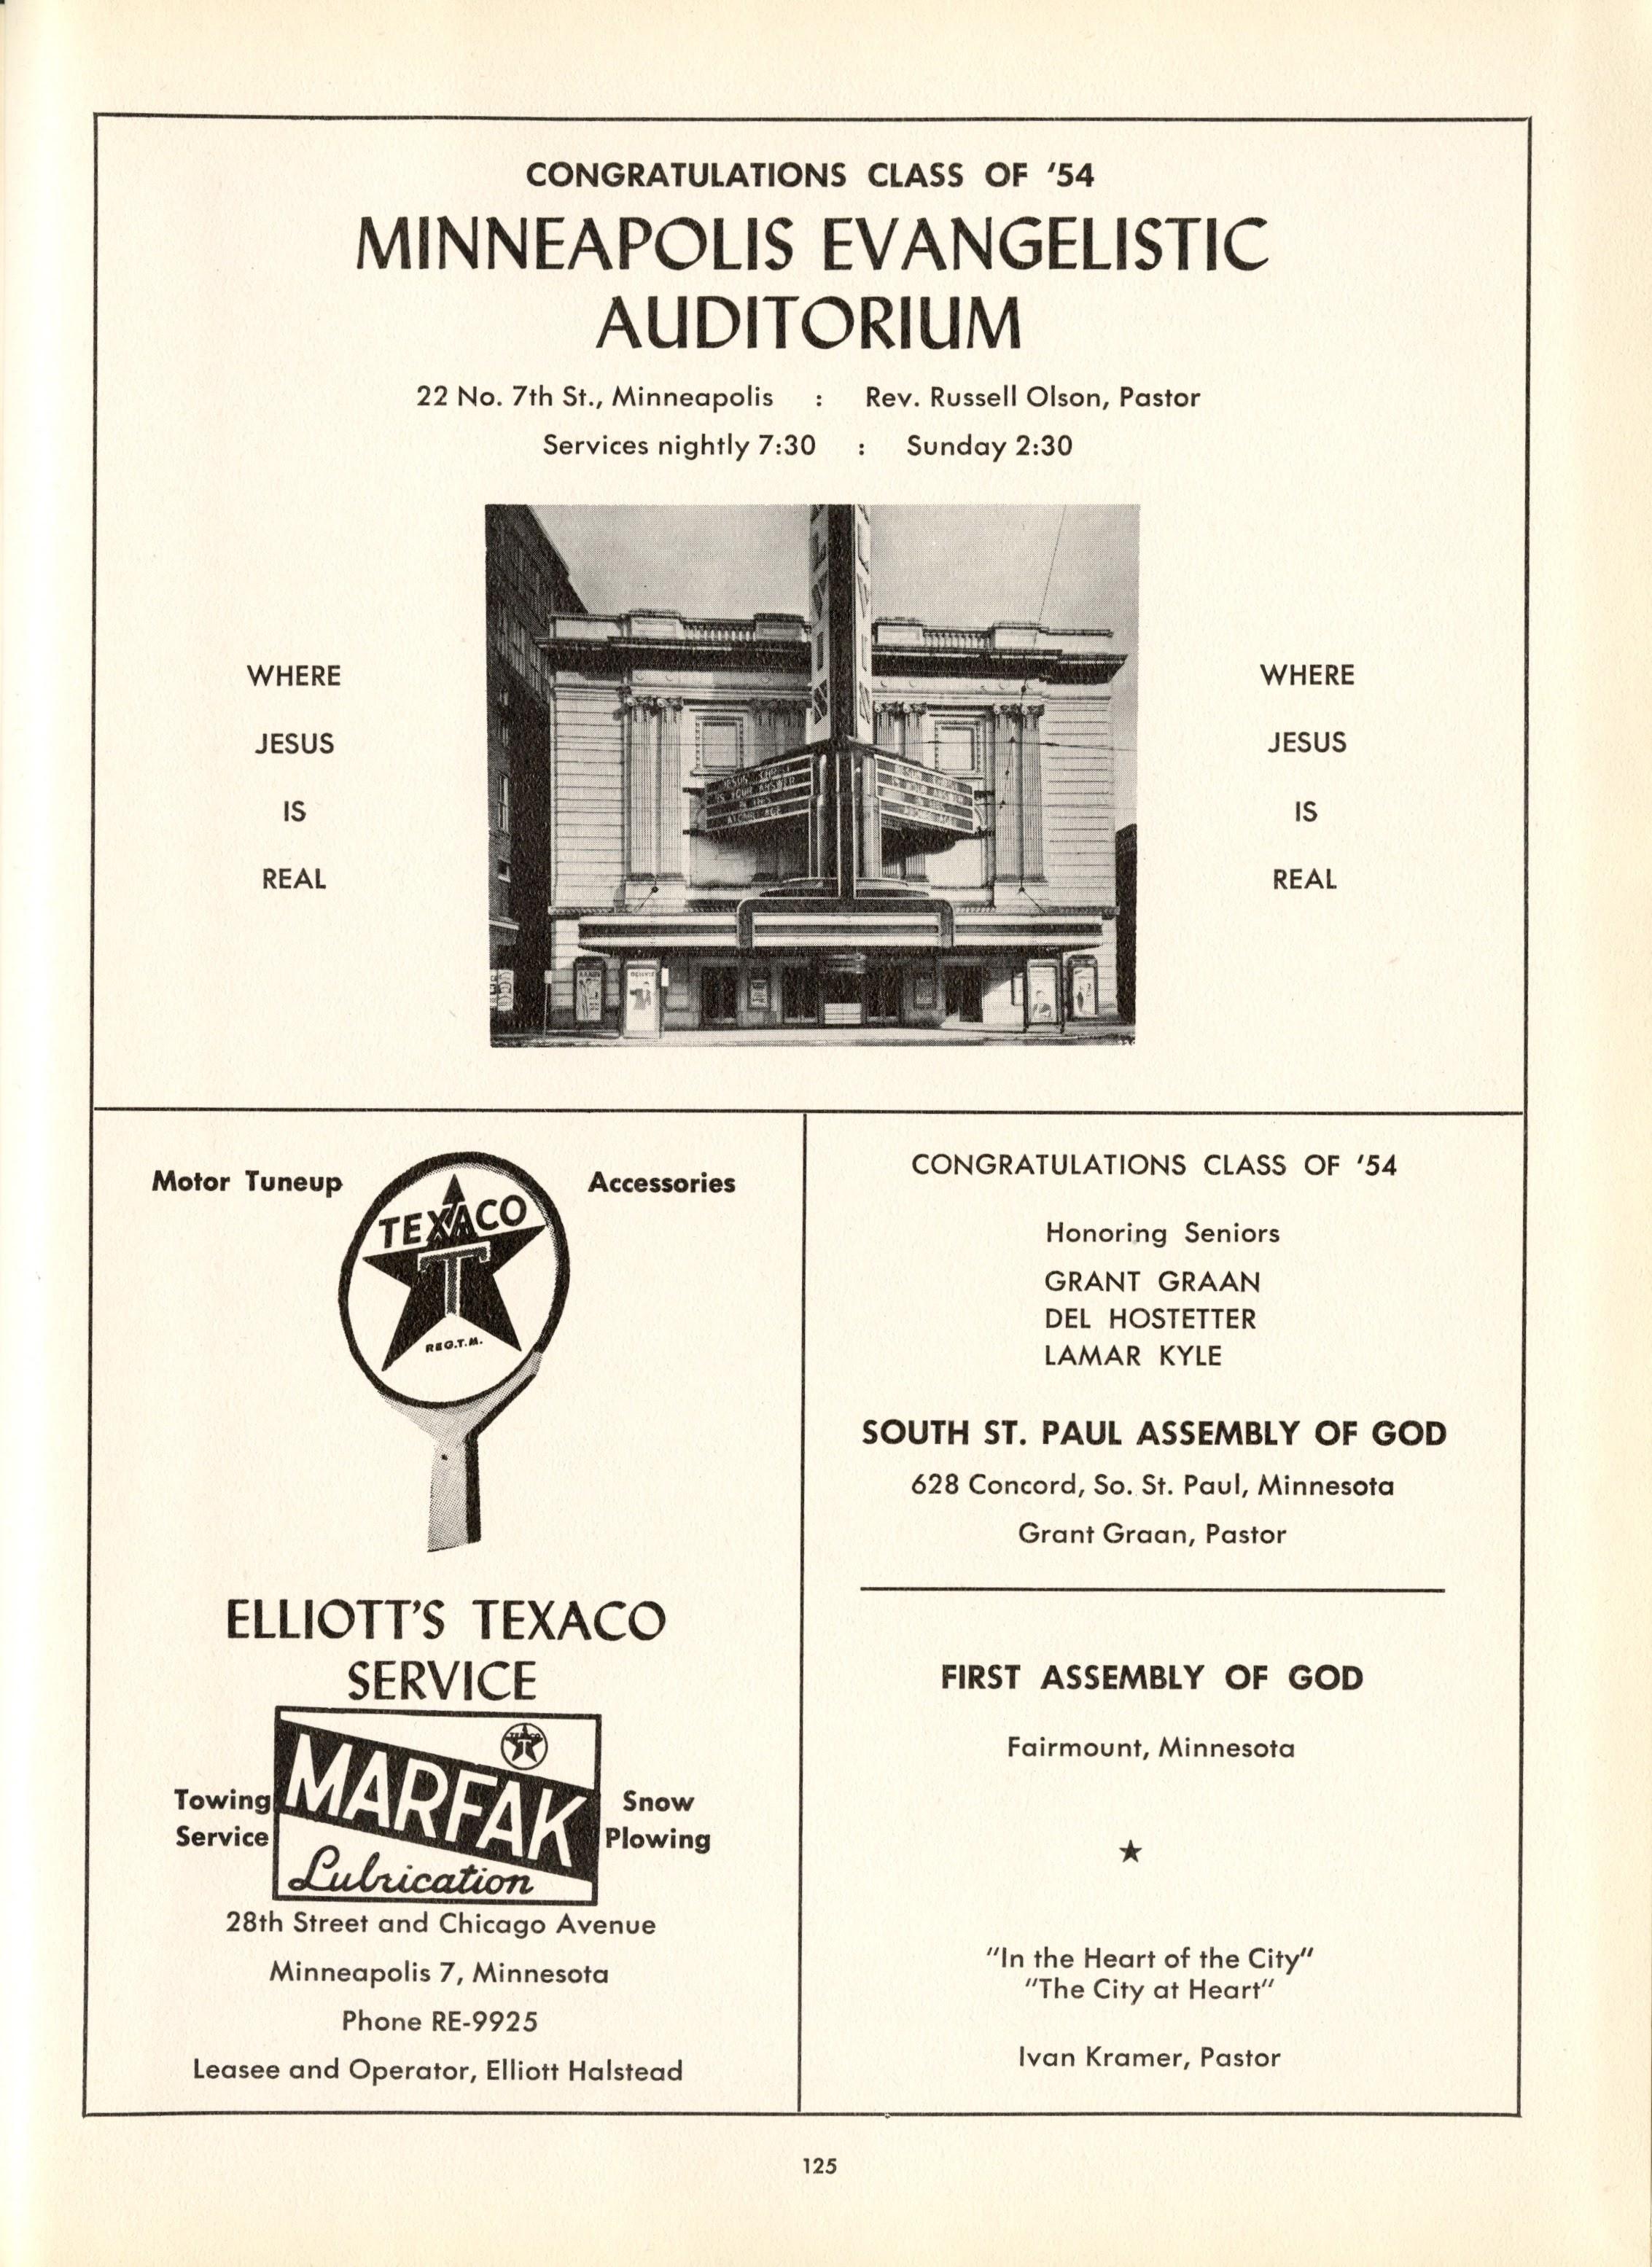 CONGRATULATIONS CLASS OF '54
MINNEAPOLIS EVANGELISTIC
AUDITORIUM
22 No. 7th St., Minneapolis : Rev. Russell Olson, Pastor
Services nightly 7:30 : Sunday 2:30
WHERE
JESUS
IS
REAL
WHERE
JESUS
IS
REAL
Motor Tuneup
Accessories
TEXACO
T
REG.T.M.
ELLIOTT'S TEXACO
SERVICE
Towing
Service
TEXACO
T
MARFAK
Lubrication
Snow
Plowing
28th Street and Chicago Avenue
Minneapolis 7, Minnesota
Phone RE-9925
Leasee and Operator, Elliott Halstead
CONGRATULATIONS CLASS OF '54
Honoring Seniors
GRANT GRAAN
DEL HOSTETTER
LAMAR KYLE
SOUTH ST. PAUL ASSEMBLY OF GOD
628 Concord, So. St. Paul, Minnesota
Grant Graan, Pastor
FIRST ASSEMBLY OF GOD
Fairmount, Minnesota
"In the Heart of the City"
"The City at Heart"
Ivan Kramer, Pastor
125